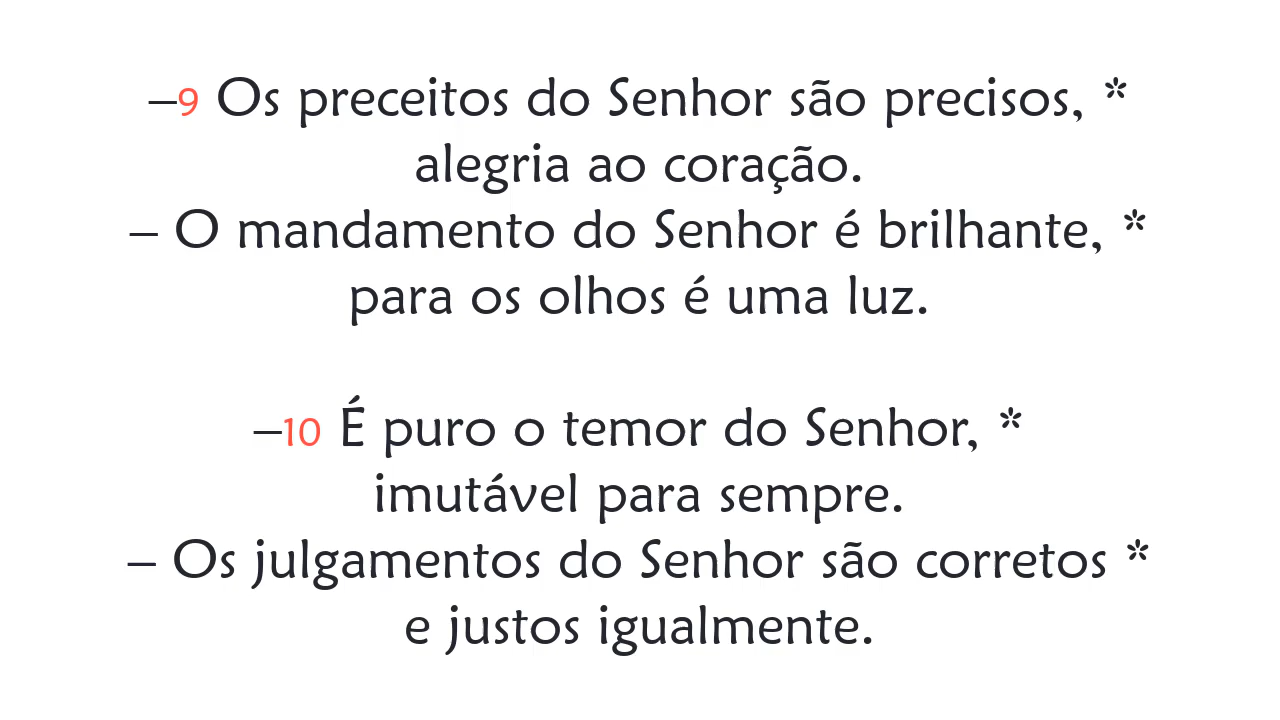 –9 Os preceitos do Senhor são precisos, *
alegria ao coração.
– O mandamento do Senhor é brilhante, *
para os olhos é uma luz.
–10 É puro o temor do Senhor, *
imutável para sempre.
– Os julgamentos do Senhor são corretos *
e justos igualmente.